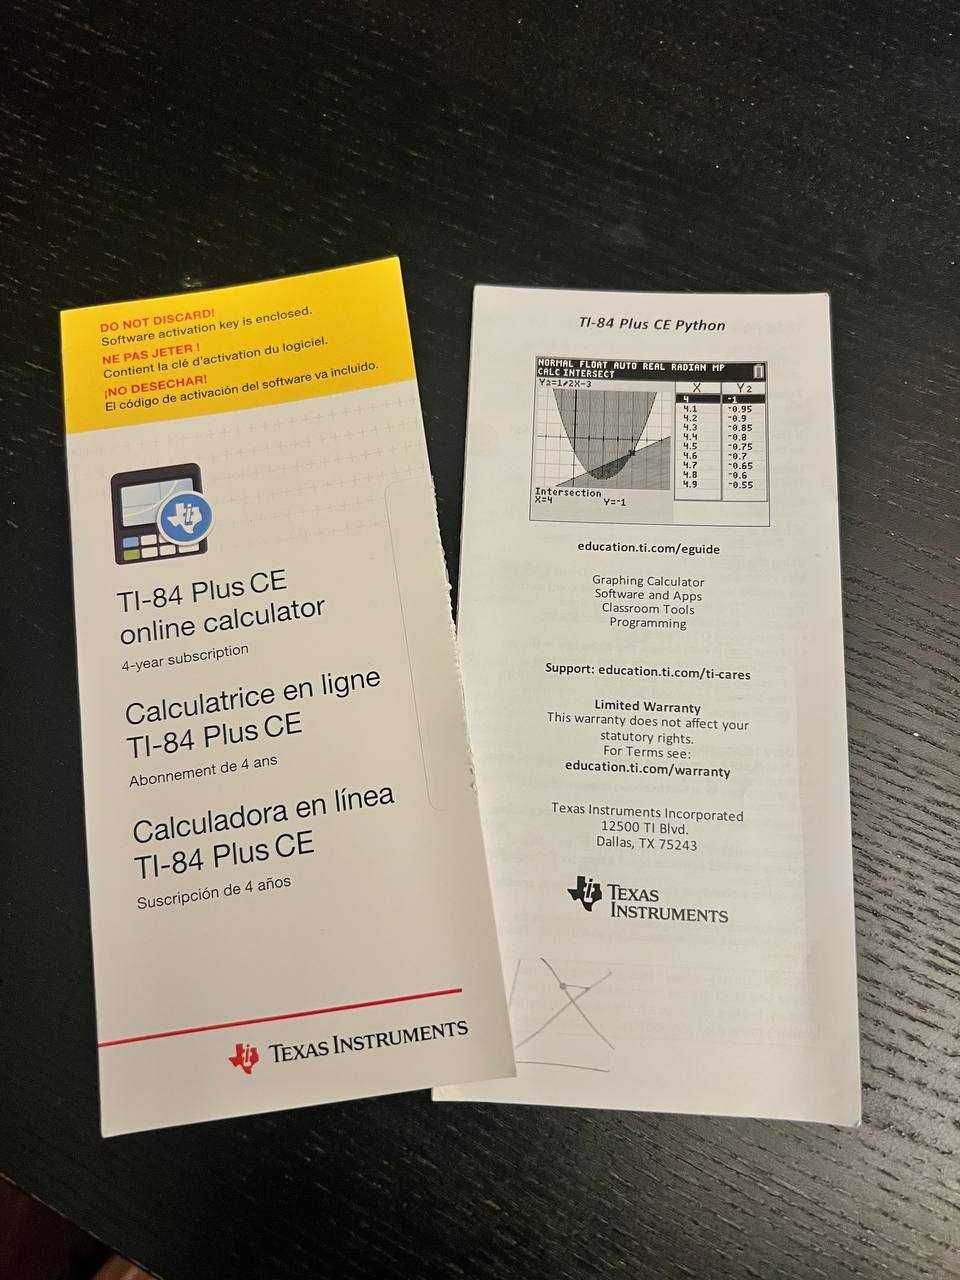 DO NOT DISCARD!
Software activation key is enclosed.
NE PAS JETER !
Contient la clé d'activation du logiciel.
¡NO DESECHAR!
El código de activación del software va incluido.
TI-84 Plus CE
online calculator
4-year subscription
Calculatrice en ligne
TI-84 Plus CE
Abonnement de 4 ans
Calculadora en línea
TI-84 Plus CE
Suscripción de 4 años
TEXAS INSTRUMENTS
TI-84 Plus CE Python
NORMAL FLOAT AUTO REAL RADIAN MP
CALC INTERSECT
Y2=1/2X-3
X Y2
4 -1
4.1 -0.95
4.2 -0.9
4.3 -0.85
4.4 -0.8
4.5 -0.75
4.6 -0.7
4.7 -0.65
4.8 -0.6
4.9 -0.55
Intersection
X=4 Y=-1
education.ti.com/eguide
Graphing Calculator
Software and Apps
Classroom Tools
Programming
Support: education.ti.com/ti-cares
Limited Warranty
This warranty does not affect your
statutory rights.
For Terms see:
education.ti.com/warranty
Texas Instruments Incorporated
12500 TI Blvd.
Dallas, TX 75243
TEXAS
INSTRUMENTS